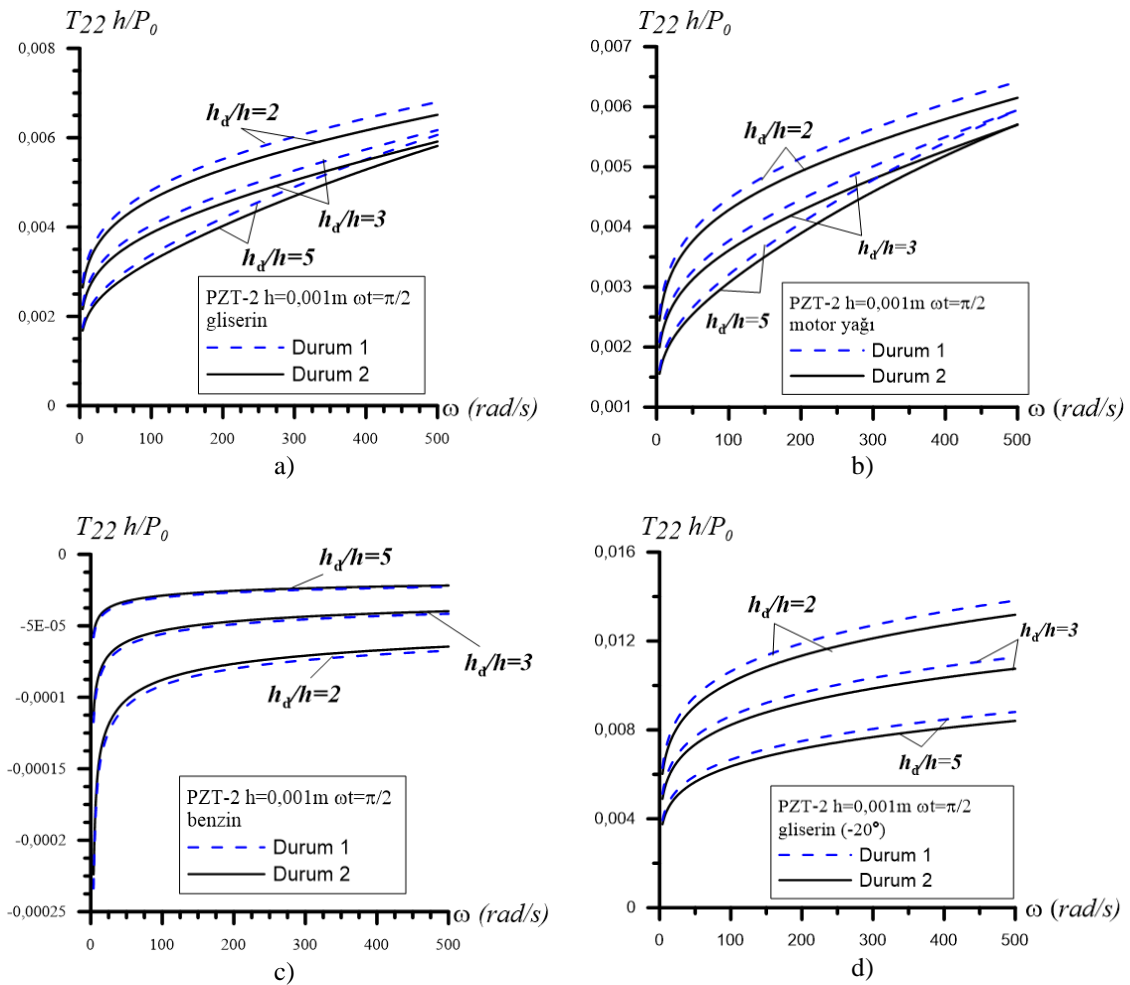 T22 h/P0
0,008
0,006
0,004
0,002
0
hd/h=2
hd/h=3
hd/h=5
PZT-2 h=0,001m ωt=π/2
gliserin
Durum 1
Durum 2
0 100 200 300 400 500
ω (rad/s)
a)
T22 h/P0
0,007
0,006
0,005
0,004
0,003
0,002
0,001
hd/h=2
hd/h=3
hd/h=5
PZT-2 h=0,001m ωt=π/2
motor yağı
Durum 1
Durum 2
0 100 200 300 400 500
ω (rad/s)
b)
T22 h/P0
0
-5E-05
-0,0001
-0,00015
-0,0002
-0,00025
hd/h=5
hd/h=3
hd/h=2
PZT-2 h=0,001m ωt=π/2
benzin
Durum 1
Durum 2
0 100 200 300 400 500
ω (rad/s)
c)
T22 h/P0
0,016
0,012
0,008
0,004
0
hd/h=2
hd/h=3
hd/h=5
PZT-2 h=0,001m ωt=π/2
gliserin (-20°)
Durum 1
Durum 2
0 100 200 300 400 500
ω (rad/s)
d)